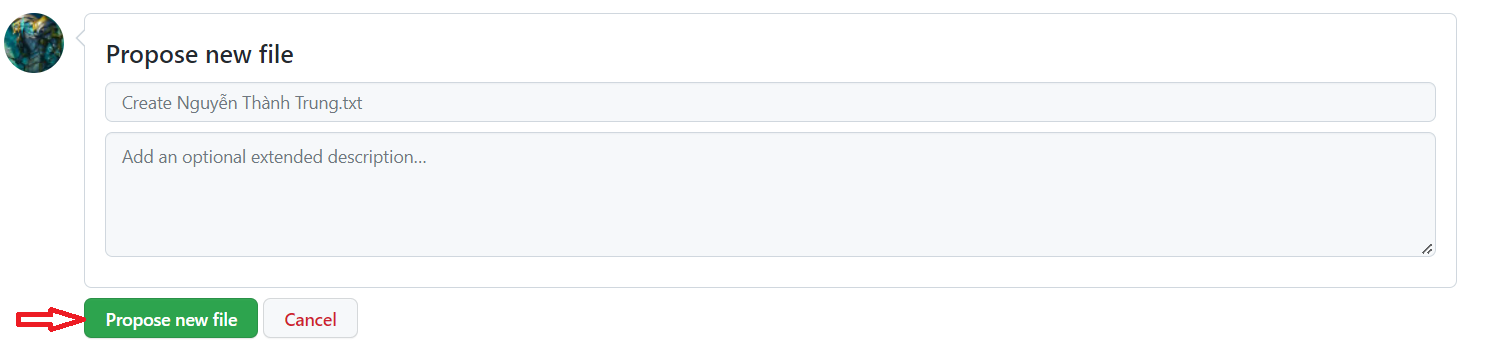 Propose new file
Create Nguyễn Thành Trung.txt
Add an optional extended description...
Propose new file
Cancel